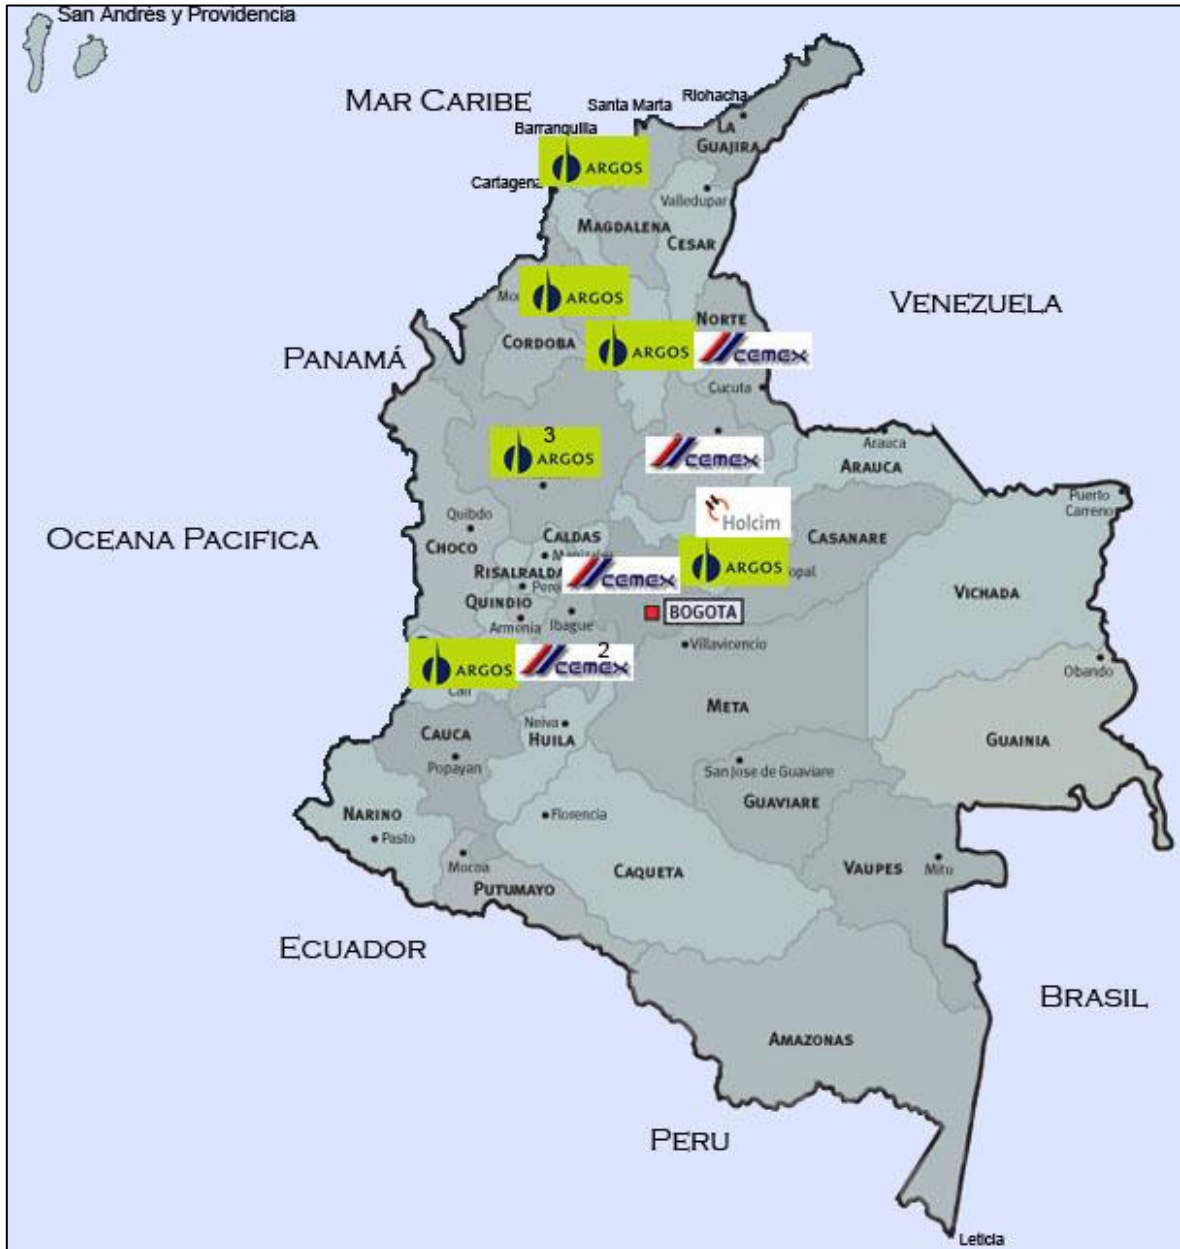 San Andrés y Providencia
MAR CARIBE
Santa Marta
Riohacha
Barranquilla
LA
GUAJIRA
ARGOS
Cartagena
Valledupar
MAGDALENA
CESAR
ARGOS
VENEZUELA
NORTE
CORDOBA
PANAMÁ
ARGOS
CEMEX
Cucuta
3
ARGOS
CEMEX
Arauca
ARAUCA
Puerto
Carreno
Holcim
Quibdo
OCEANA PACIFICA
CHOCO
CALDAS
CASANARE
RISALRALDA
CEMEX
ARGOS
VICHADA
QUINDIO
Armenia
Ibague
BOGOTA
Villavicencio
2
ARGOS
CEMEX
Cali
Obando
META
Neiva
HUILA
CAUCA
Popayan
GUAINIA
San Jose de Guaviare
GUAVIARE
NARINO
Pasto
Florencia
Mocoa
PUTUMAYO
CAQUETA
VAUPES
Mitu
ECUADOR
BRASIL
AMAZONAS
PERU
Leticia